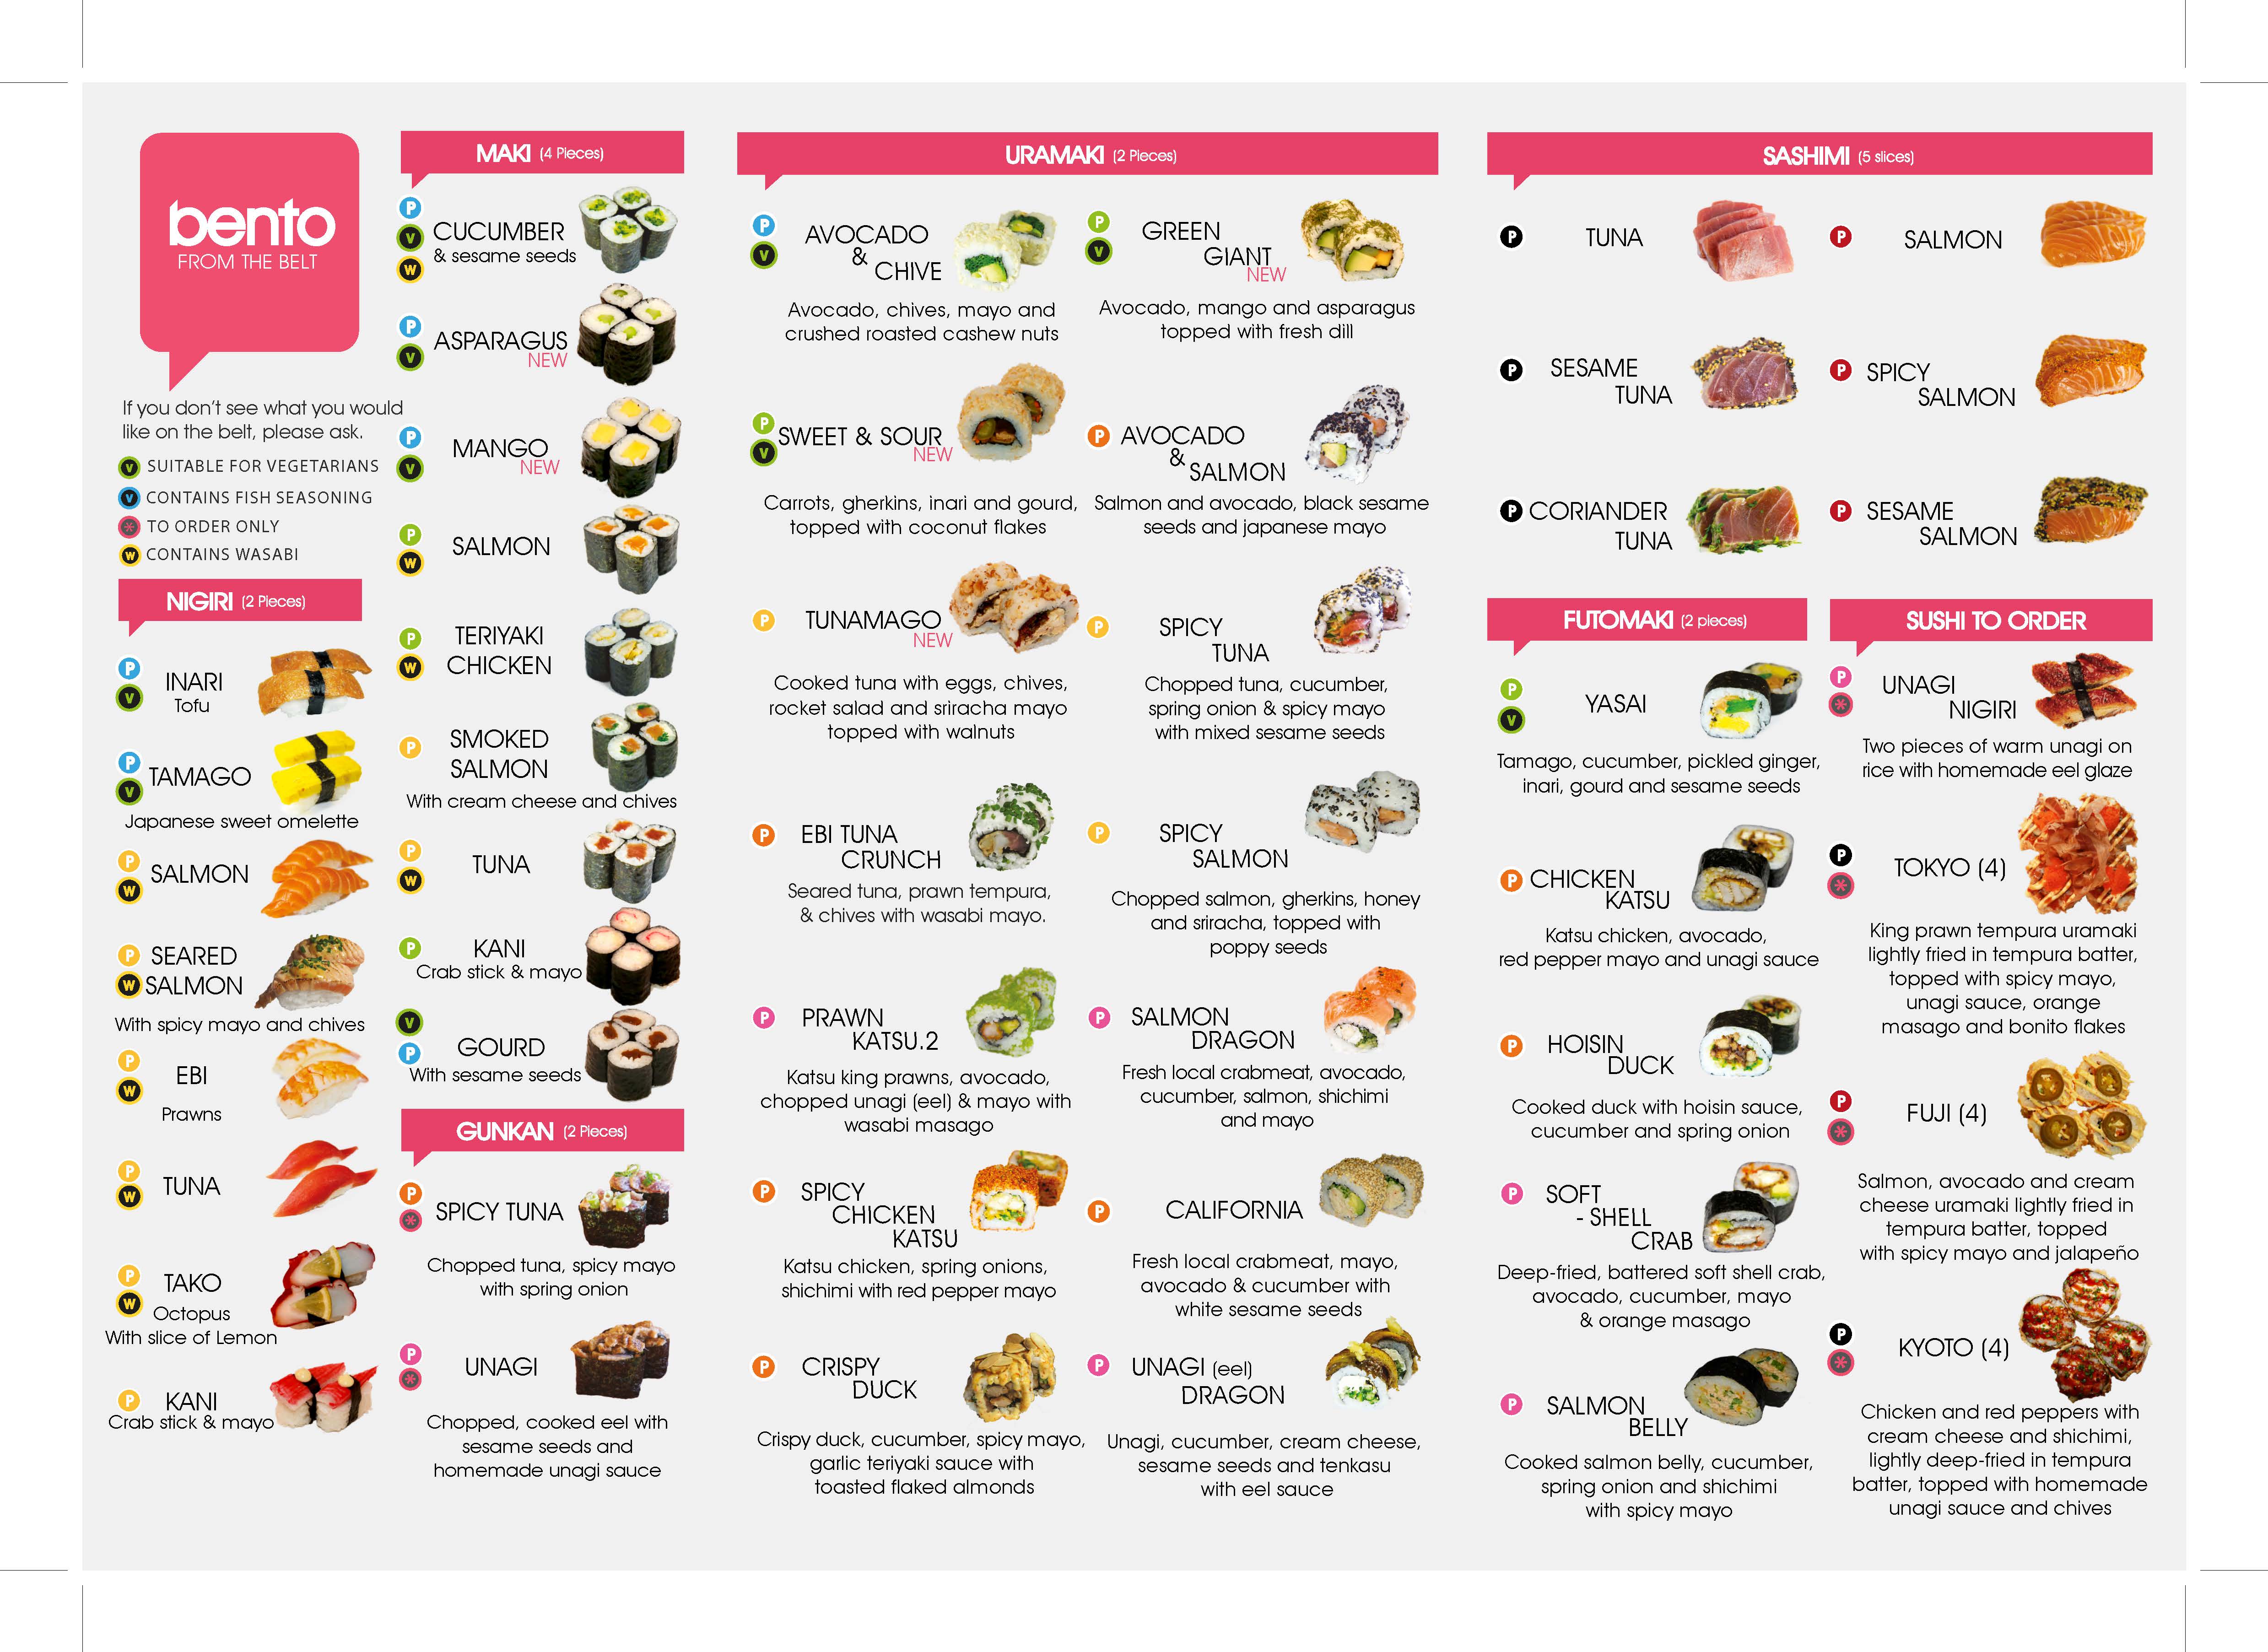 bento
FROM THE BELT
If you don't see what you would
like on the belt, please ask.
V SUITABLE FOR VEGETARIANS
V CONTAINS FISH SEASONING
* TO ORDER ONLY
W CONTAINS WASABI
NIGIRI (2 Pieces)
P
V
INARI
Tofu
P
V
TAMAGO
Japanese sweet omelette
P
W
SALMON
P
W
SEARED
SALMON
With spicy mayo and chives
P
W
EBI
Prawns
P
W
TUNA
P
W
TAKO
Octopus
With slice of Lemon
P
KANI
Crab stick & mayo
MAKI (4 Pieces)
P
V
W
CUCUMBER
& sesame seeds
P
V
ASPARAGUS
NEW
P
V
MANGO
NEW
P
W
SALMON
P
W
TERIYAKI
CHICKEN
P
SMOKED
SALMON
With cream cheese and chives
P
W
TUNA
P
KANI
Crab stick & mayo
V
P
GOURD
With sesame seeds
GUNKAN (2 Pieces)
P
*
SPICY TUNA
Chopped tuna, spicy mayo
with spring onion
P
*
UNAGI
Chopped, cooked eel with
sesame seeds and
homemade unagi sauce
URAMAKI (2 Pieces)
P
V
AVOCADO
&
CHIVE
Avocado, chives, mayo and
crushed roasted cashew nuts
P
V
GREEN
GIANT
NEW
Avocado, mango and asparagus
topped with fresh dill
P
V
SWEET & SOUR
NEW
Carrots, gherkins, inari and gourd,
topped with coconut flakes
P
AVOCADO
&
SALMON
Salmon and avocado, black sesame
seeds and japanese mayo
P
TUNAMAGO
NEW
Cooked tuna with eggs, chives,
rocket salad and sriracha mayo
topped with walnuts
P
SPICY
TUNA
Chopped tuna, cucumber,
spring onion & spicy mayo
with mixed sesame seeds
P
EBI TUNA
CRUNCH
Seared tuna, prawn tempura,
& chives with wasabi mayo.
P
SPICY
SALMON
Chopped salmon, gherkins, honey
and sriracha, topped with
poppy seeds
P
PRAWN
KATSU.2
Katsu king prawns, avocado,
chopped unagi (eel) & mayo with
wasabi masago
P
SALMON
DRAGON
Fresh local crabmeat, avocado,
cucumber, salmon, shichimi
and mayo
P
SPICY
CHICKEN
KATSU
Katsu chicken, spring onions,
shichimi with red pepper mayo
P
CALIFORNIA
Fresh local crabmeat, mayo,
avocado & cucumber with
white sesame seeds
P
CRISPY
DUCK
Crispy duck, cucumber, spicy mayo,
garlic teriyaki sauce with
toasted flaked almonds
P
UNAGI (eel)
DRAGON
Unagi, cucumber, cream cheese,
sesame seeds and tenkasu
with eel sauce
SASHIMI (5 slices)
P
TUNA
P
SALMON
P
SESAME
TUNA
P
SPICY
SALMON
P
CORIANDER
TUNA
P
SESAME
SALMON
FUTOMAKI (2 pieces)
P
V
YASAI
Tamago, cucumber, pickled ginger,
inari, gourd and sesame seeds
P
CHICKEN
KATSU
Katsu chicken, avocado,
red pepper mayo and unagi sauce
P
HOISIN
DUCK
Cooked duck with hoisin sauce,
cucumber and spring onion
P
SOFT
- SHELL
CRAB
Deep-fried, battered soft shell crab,
avocado, cucumber, mayo
& orange masago
P
SALMON
BELLY
Cooked salmon belly, cucumber,
spring onion and shichimi
with spicy mayo
SUSHI TO ORDER
P
*
UNAGI
NIGIRI
Two pieces of warm unagi on
rice with homemade eel glaze
P
*
TOKYO (4)
King prawn tempura uramaki
lightly fried in tempura batter,
topped with spicy mayo,
unagi sauce, orange
masago and bonito flakes
P
*
FUJI (4)
Salmon, avocado and cream
cheese uramaki lightly fried in
tempura batter, topped
with spicy mayo and jalapeño
P
*
KYOTO (4)
Chicken and red peppers with
cream cheese and shichimi,
lightly deep-fried in tempura
batter, topped with homemade
unagi sauce and chives